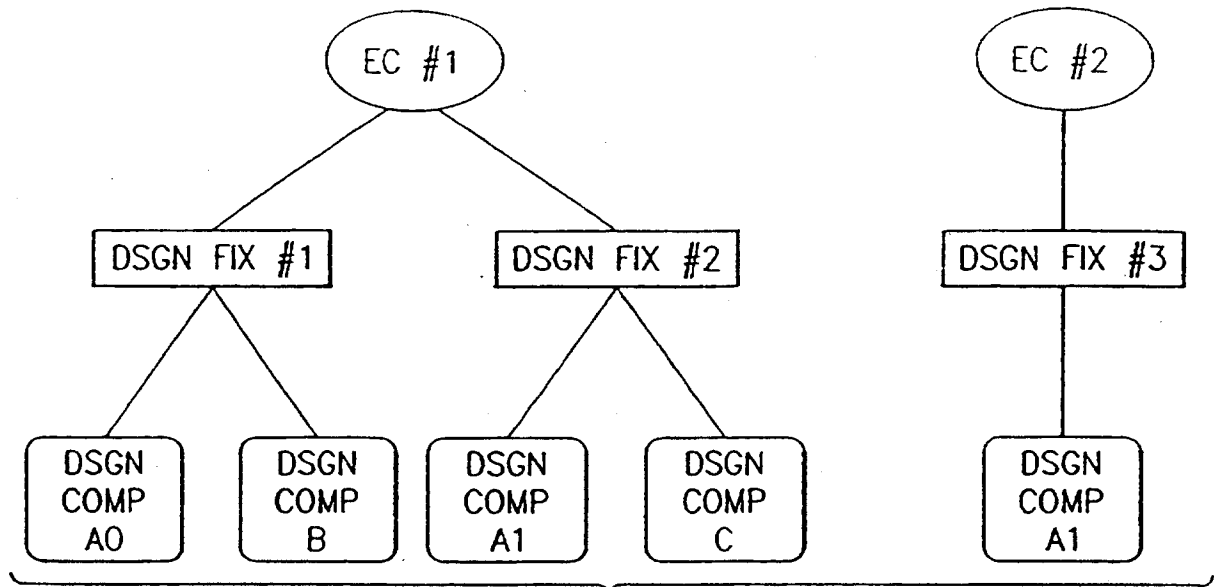 EC #1
EC #2
DSGN FIX #1
DSGN FIX #2
DSGN FIX #3
DSGN
COMP
A0
DSGN
COMP
B
DSGN
COMP
A1
DSGN
COMP
C
DSGN
COMP
A1